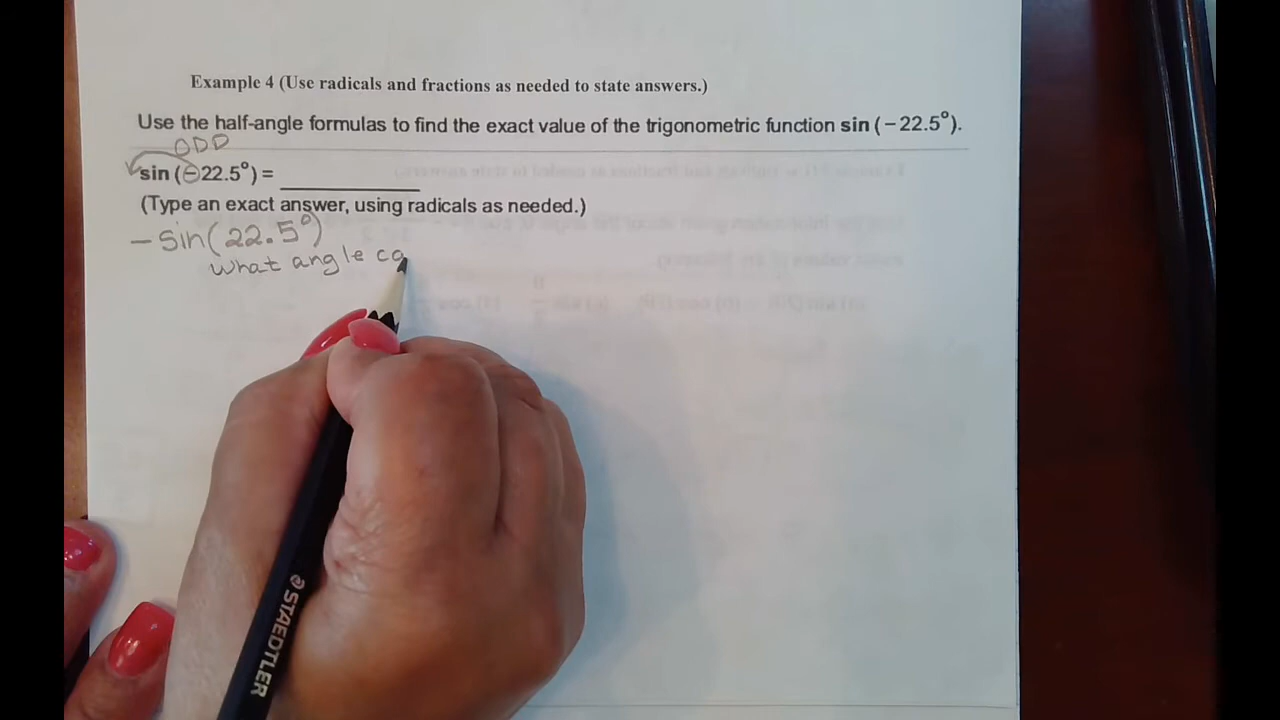 Example 4 (Use radicals and fractions as needed to state answers.)
Use the half-angle formulas to find the exact value of the trigonometric function sin (−22.5°).
ODD
sin (−22.5°) = ________
(Type an exact answer, using radicals as needed.)
−sin(22.5°)
what angle ca
STAEDTLER